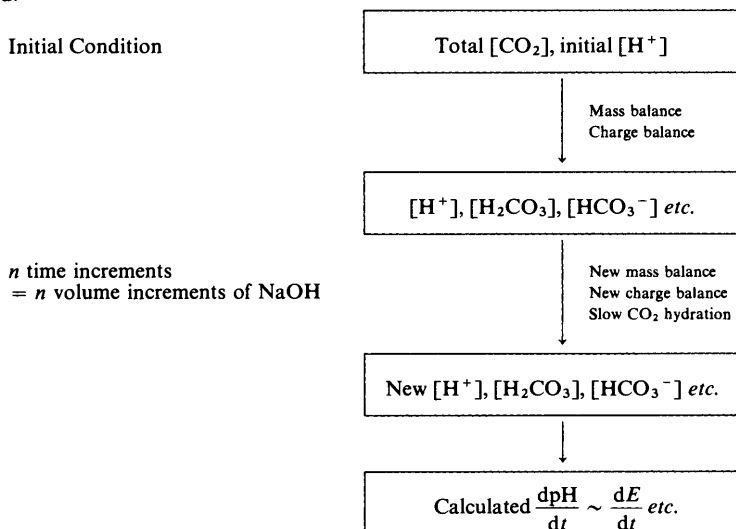 Initial Condition
Total [CO₂], initial [H⁺]
Mass balance
Charge balance
[H⁺], [H₂CO₃], [HCO₃⁻] etc.
n time increments
= n volume increments of NaOH
New mass balance
New charge balance
Slow CO₂ hydration
New [H⁺], [H₂CO₃], [HCO₃⁻] etc.
Calculated dpH/dt ~ dE/dt etc.